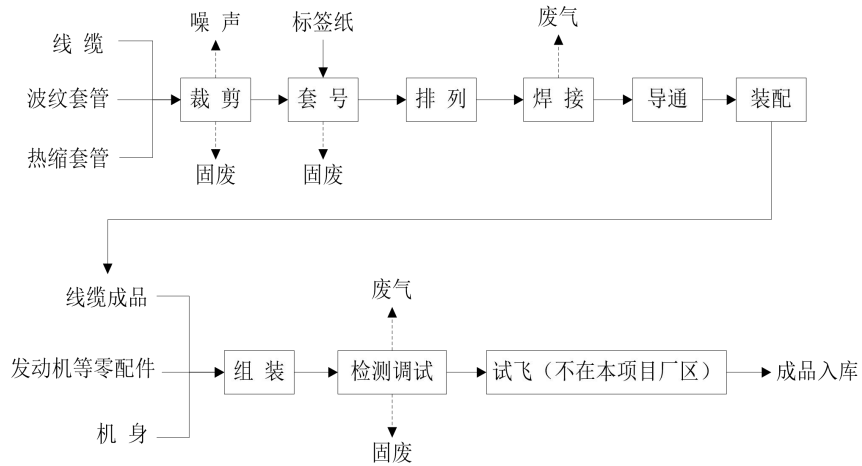 噪声
标签纸
废气
线缆
波纹套管
热缩套管
裁剪
套号
排列
焊接
导通
装配
固废
固废
线缆成品
发动机等零配件
机身
废气
组装
检测调试
试飞（不在本项目厂区）
成品入库
固废